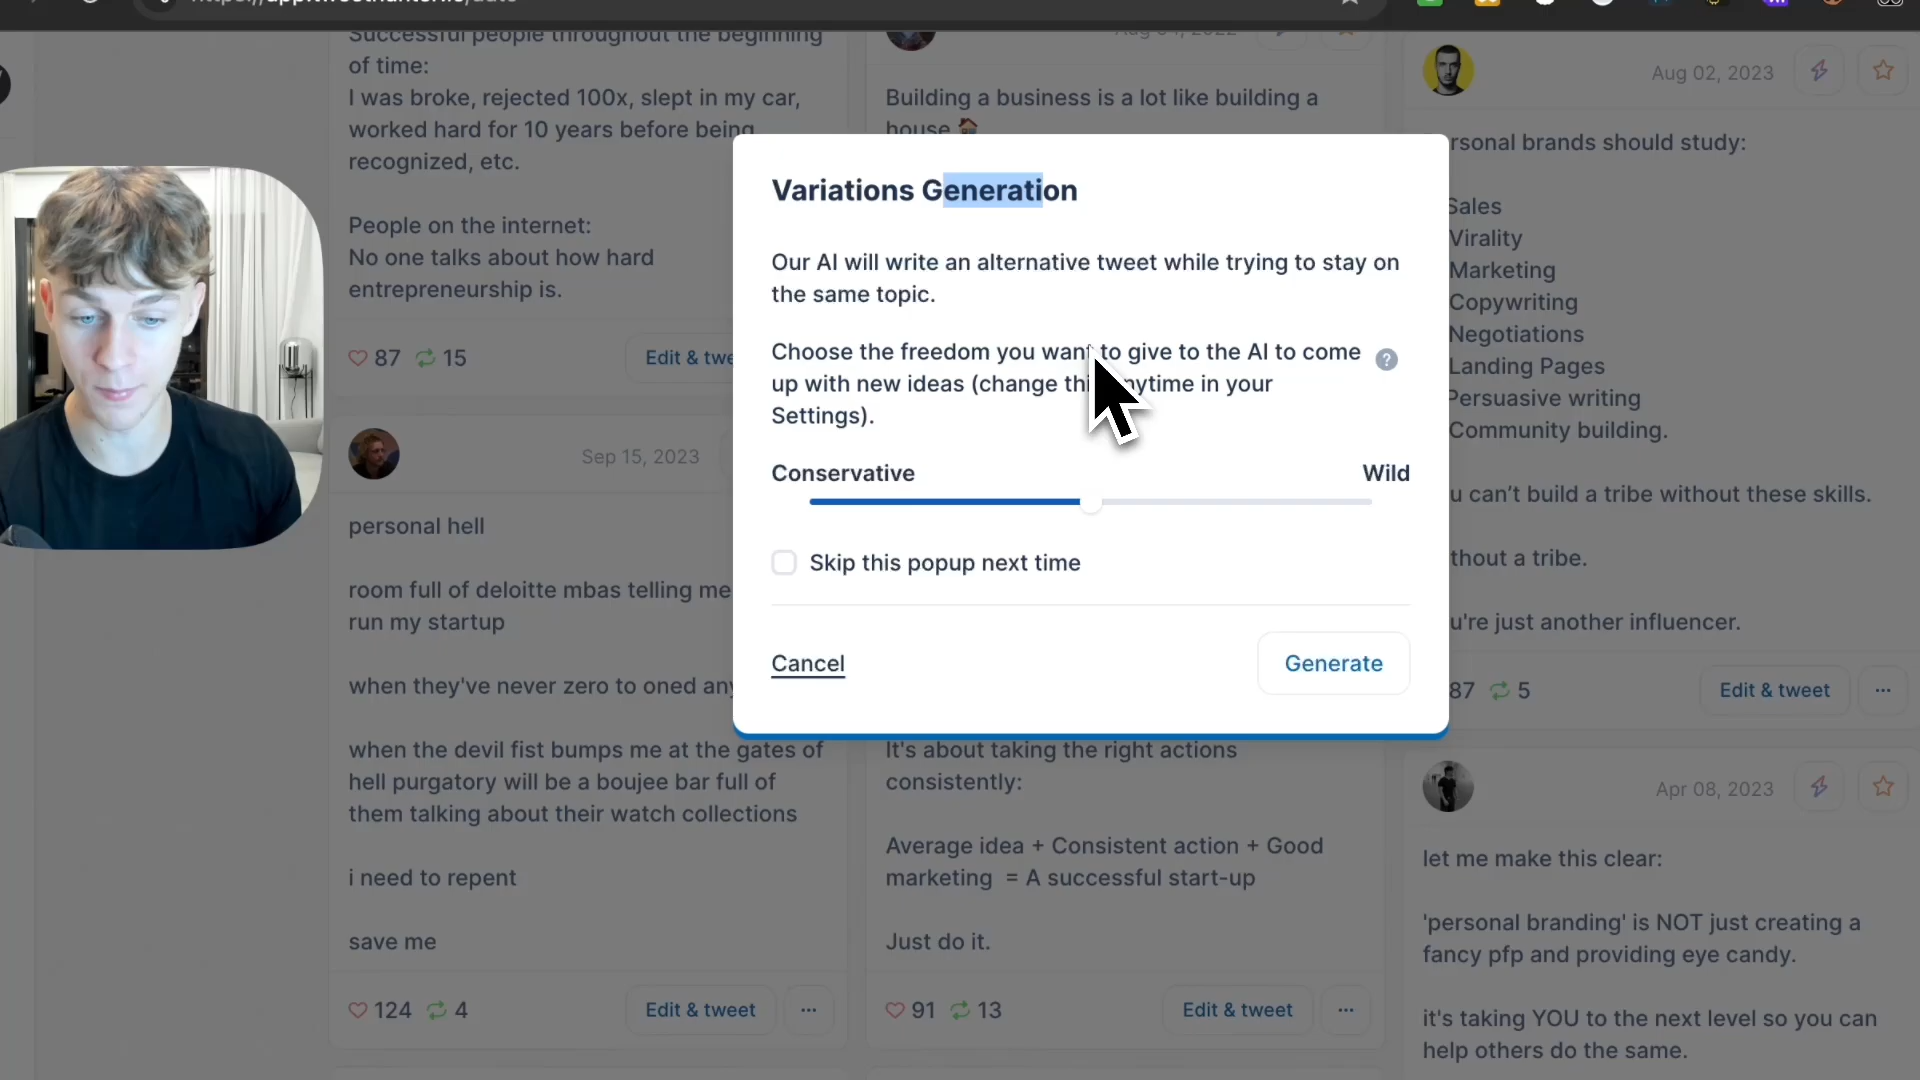 Successful people throughout the beginning
of time:
I was broke, rejected 100x, slept in my car,
worked hard for 10 years before being
recognized, etc.
People on the internet:
No one talks about how hard
entrepreneurship is.
87 15
Edit & twe
Sep 15, 2023
personal hell
room full of deloitte mbas telling me
run my startup
when they've never zero to oned any
when the devil fist bumps me at the gates of
hell purgatory will be a boujee bar full of
them talking about their watch collections
i need to repent
save me
124 4
Edit & tweet
Building a business is a lot like building a
house
It's about taking the right actions
consistently:
Average idea + Consistent action + Good
marketing = A successful start-up
Just do it.
91 13
Edit & tweet
Variations Generation
Our AI will write an alternative tweet while trying to stay on
the same topic.
Choose the freedom you want to give to the AI to come
up with new ideas (change this anytime in your
Settings).
?
Conservative
Wild
Skip this popup next time
Cancel
Generate
Aug 02, 2023
rsonal brands should study:
Sales
Virality
Marketing
Copywriting
Negotiations
Landing Pages
Persuasive writing
Community building.
u can’t build a tribe without these skills.
thout a tribe.
u're just another influencer.
87 5
Edit & tweet
Apr 08, 2023
let me make this clear:
'personal branding' is NOT just creating a
fancy pfp and providing eye candy.
it's taking YOU to the next level so you can
help others do the same.